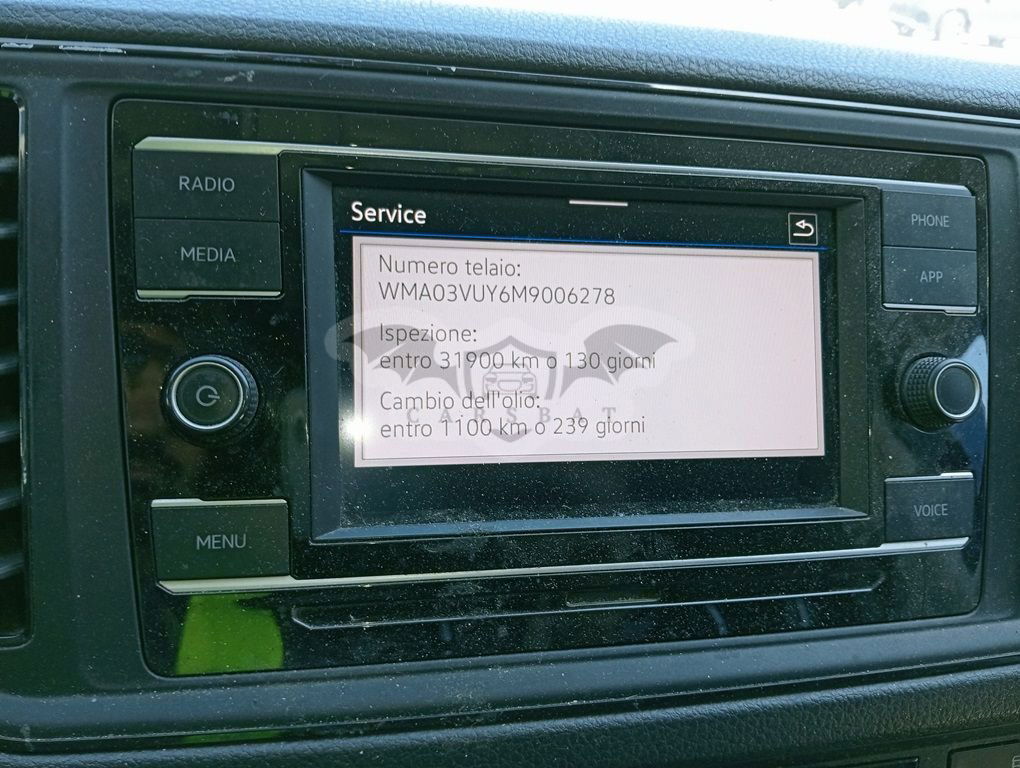 RADIO
MEDIA
MENU
Service
Numero telaio:
WMA03VUY6M9006278
Ispezione:
entro 31900 km o 130 giorni
Cambio dell'olio:
entro 1100 km o 239 giorni
CARSBAT
PHONE
APP
VOICE